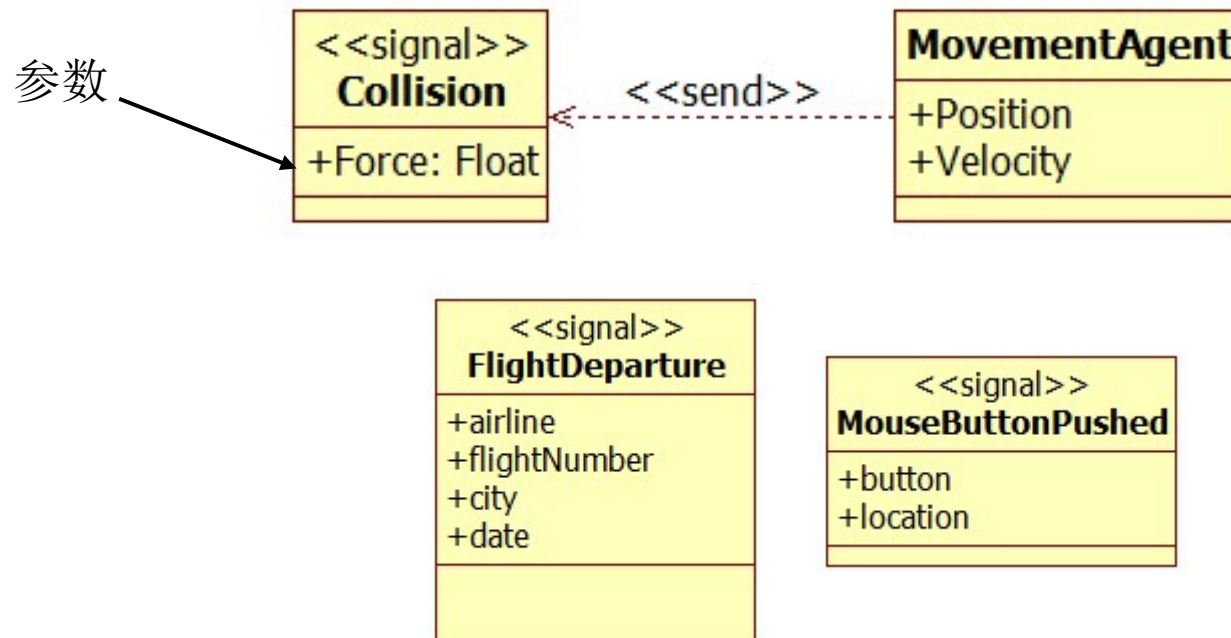 <<signal>>
Collision
+Force: Float
参数
<<send>>
MovementAgent
+Position
+Velocity
<<signal>>
FlightDeparture
+airline
+flightNumber
+city
+date
<<signal>>
MouseButtonPushed
+button
+location